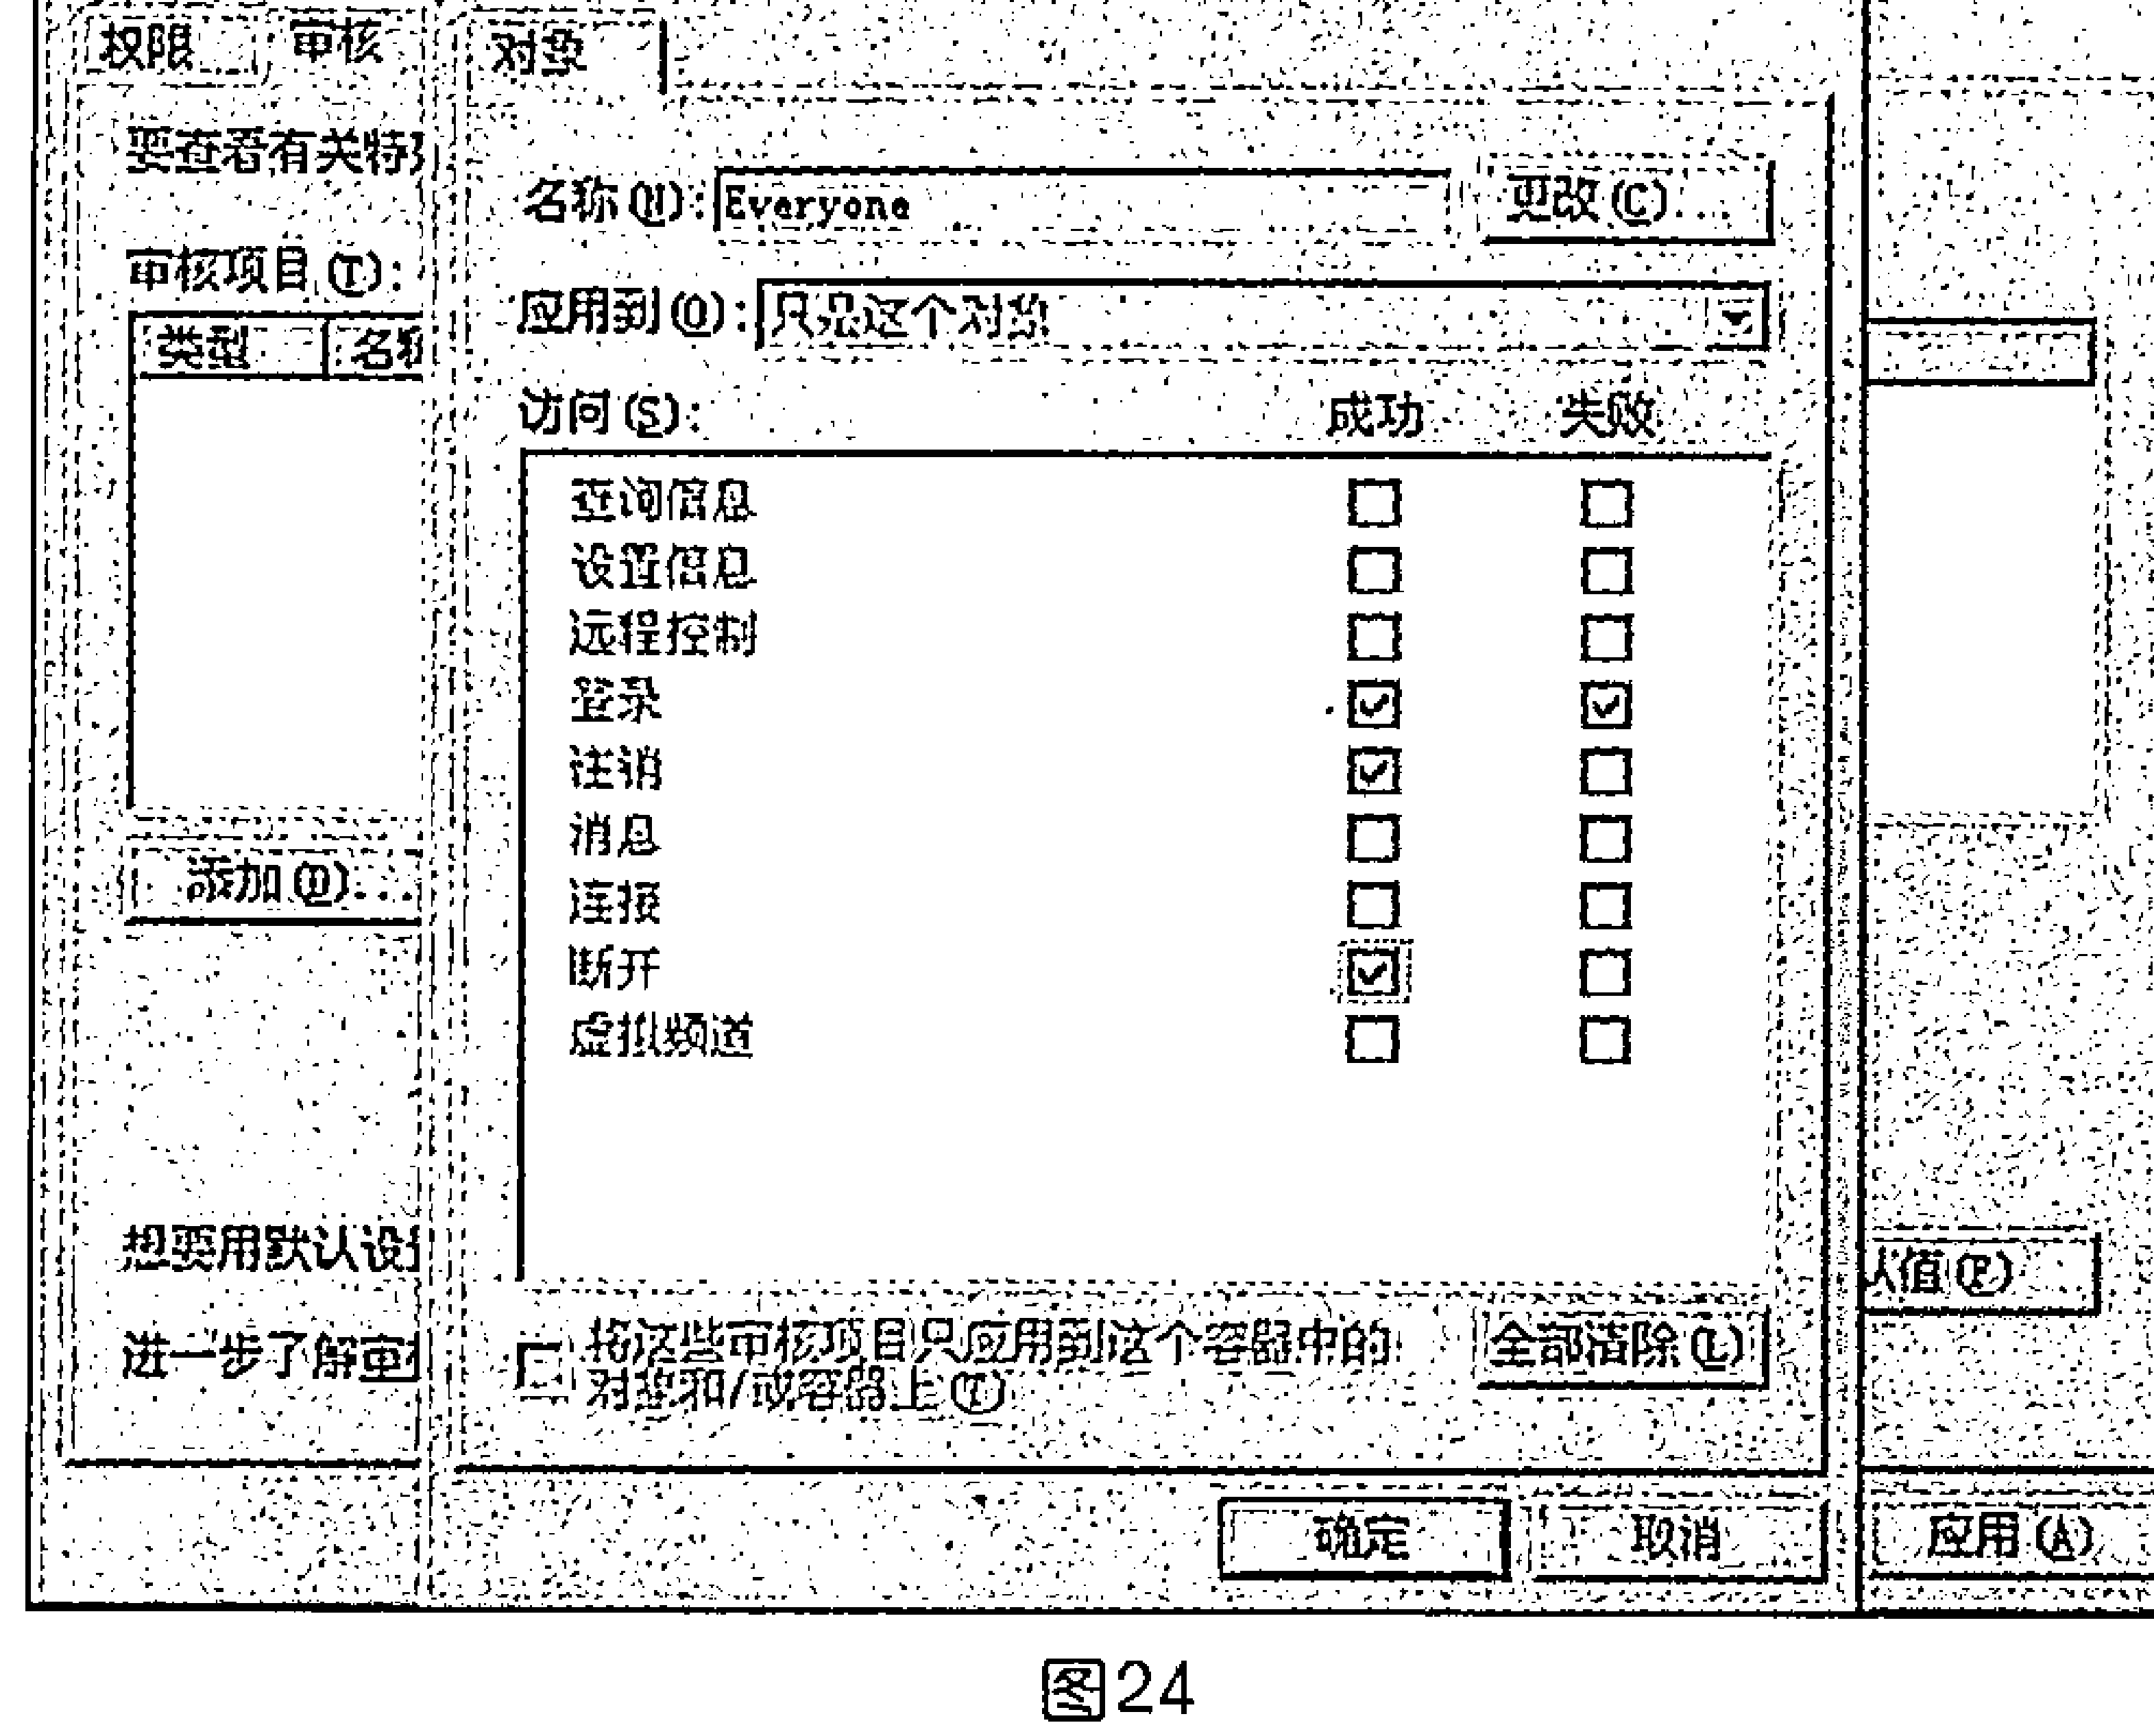 权限
审核
对象
要查看有关特
名称(N):
Everyone
更改(C)...
审核项目(T):
应用到(O):
只是这个对象
类型
名称
访问(S):
成功
失败
查询信息
设置信息
远程控制
登录
注销
消息
连接
断开
虚拟频道
添加(D)...
想要用默认设
认值(F)
进一步了解审核
将这些审核项目只应用到这个容器中的
对象和/或容器上(T)
全部清除(L)
确定
取消
应用(A)
图24